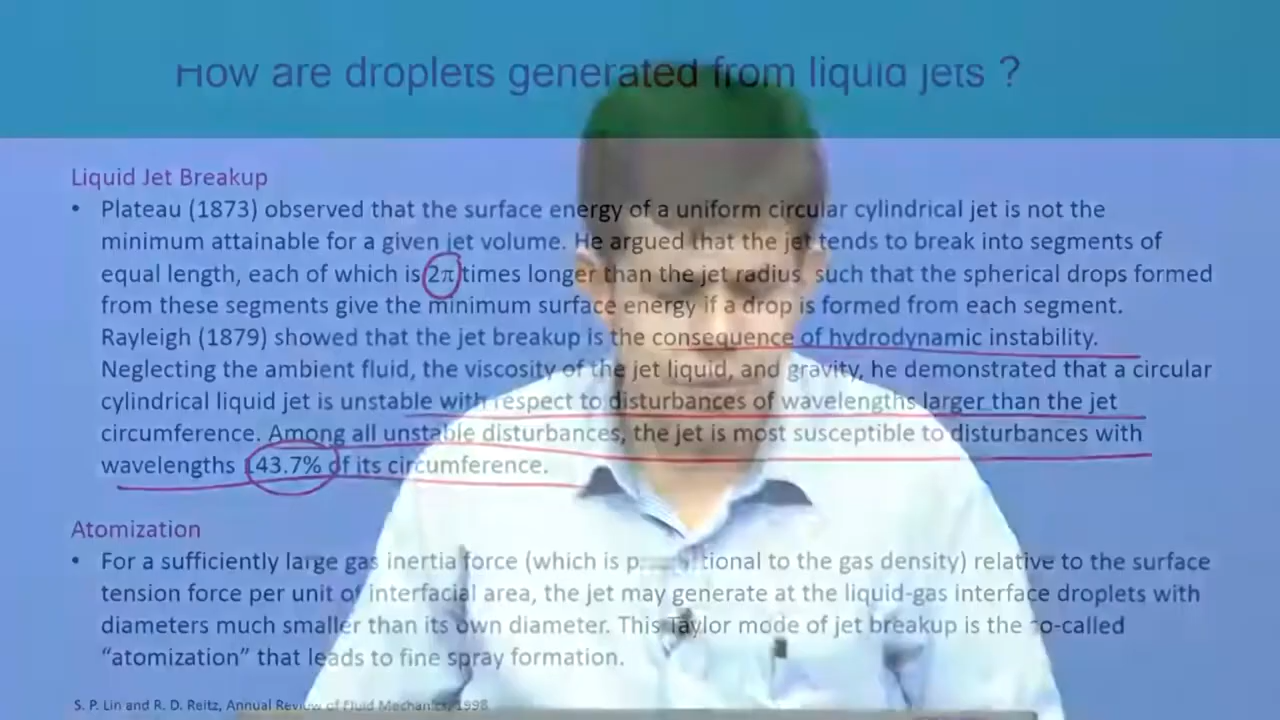 How are droplets generated from liquid jets ?
Liquid Jet Breakup
• Plateau (1873) observed that the surface energy of a uniform circular cylindrical jet is not the
minimum attainable for a given jet volume. He argued that the jet tends to break into segments of
equal length, each of which is 2π times longer than the jet radius, such that the spherical drops formed
from these segments give the minimum surface energy if a drop is formed from each segment.
Rayleigh (1879) showed that the jet breakup is the consequence of hydrodynamic instability.
Neglecting the ambient fluid, the viscosity of the jet liquid, and gravity, he demonstrated that a circular
cylindrical liquid jet is unstable with respect to disturbances of wavelengths larger than the jet
circumference. Among all unstable disturbances, the jet is most susceptible to disturbances with
wavelengths 143.7% of its circumference.
Atomization
• For a sufficiently large gas inertia force (which is proportional to the gas density) relative to the surface
tension force per unit of interfacial area, the jet may generate at the liquid-gas interface droplets with
diameters much smaller than its own diameter. This Taylor mode of jet breakup is the so-called
“atomization” that leads to fine spray formation.
S. P. Lin and R. D. Reitz, Annual Review of Fluid Mechanics, 1998